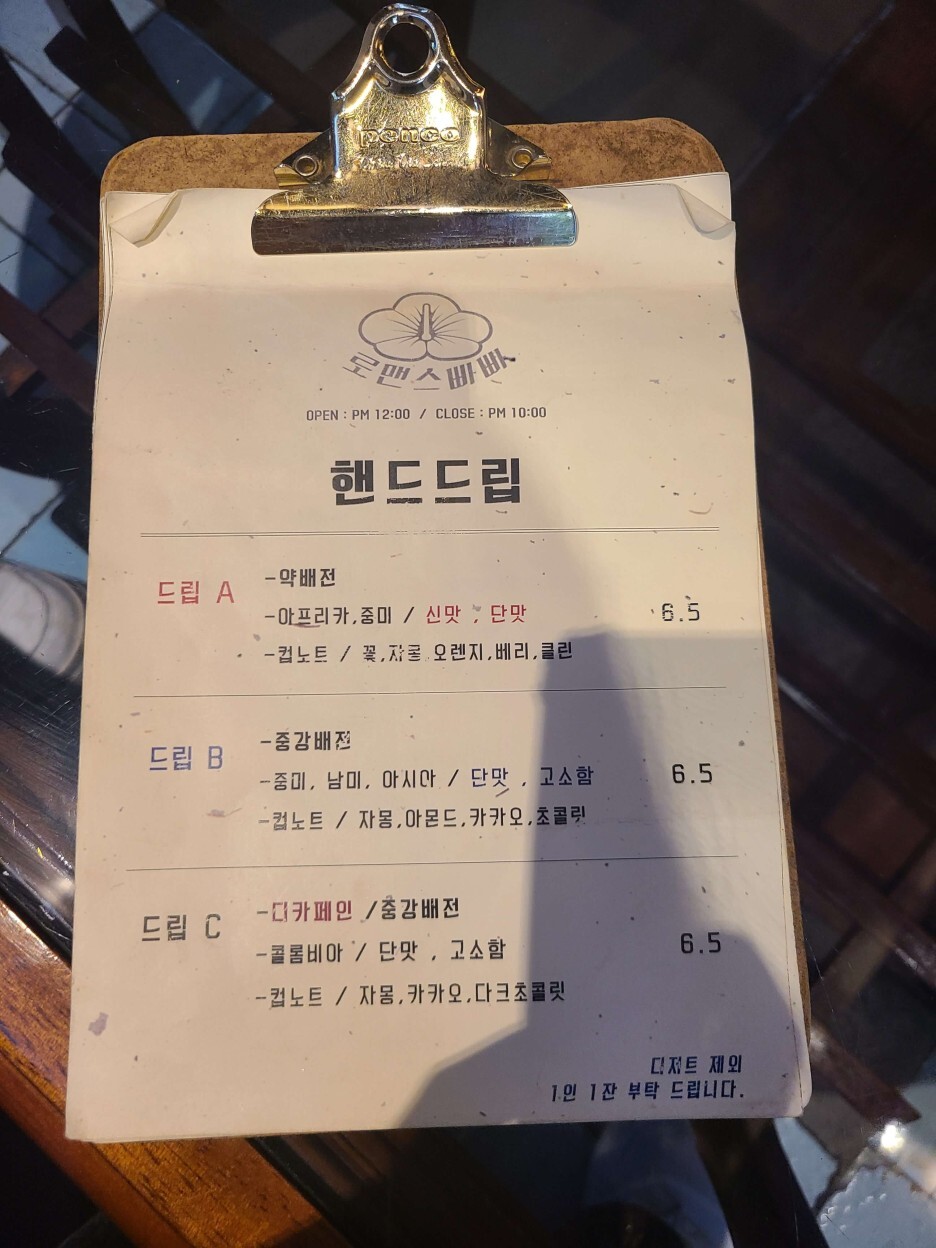 penco
로맨스빠빠
OPEN : PM 12:00 / CLOSE : PM 10:00
핸드드립
드립 A
-약배전
-아프리카,중미 / 신맛 , 단맛
6.5
-컵노트 / 꽃,자몽,오렌지,베리,클린
드립 B
-중강배전
-중미, 남미, 아시아 / 단맛 , 고소함
6.5
-컵노트 / 자몽,아몬드,카카오,초콜릿
드립 C
-디카페인 /중강배전
-콜롬비아 / 단맛 , 고소함
6.5
-컵노트 / 자몽,카카오,다크초콜릿
디저트 제외
1인 1잔 부탁 드립니다.